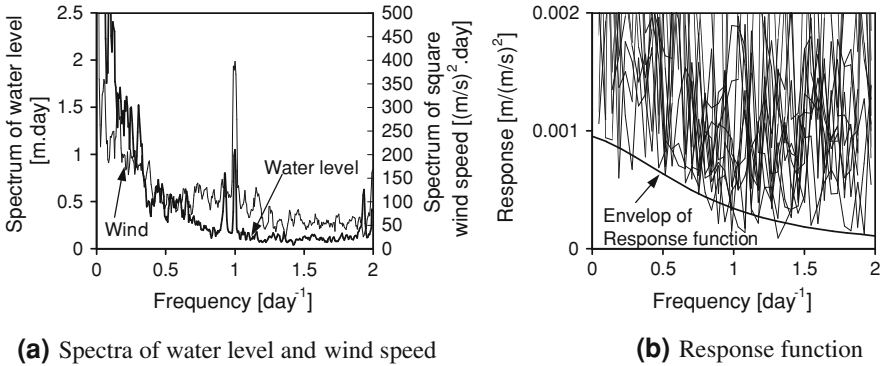 Spectrum of water level
[m.day]
2.5
2
1.5
1
0.5
0
500
450
400
350
300
250
200
150
100
50
0
Spectrum of square
wind speed [(m/s)².day]
Water level
Wind
0
0.5
1
1.5
2
Frequency [day⁻¹]
(a) Spectra of water level and wind speed
Response [m/(m/s)²]
0.002
0.001
0
Envelop of
Response function
0
0.5
1
1.5
2
Frequency [day⁻¹]
(b) Response function